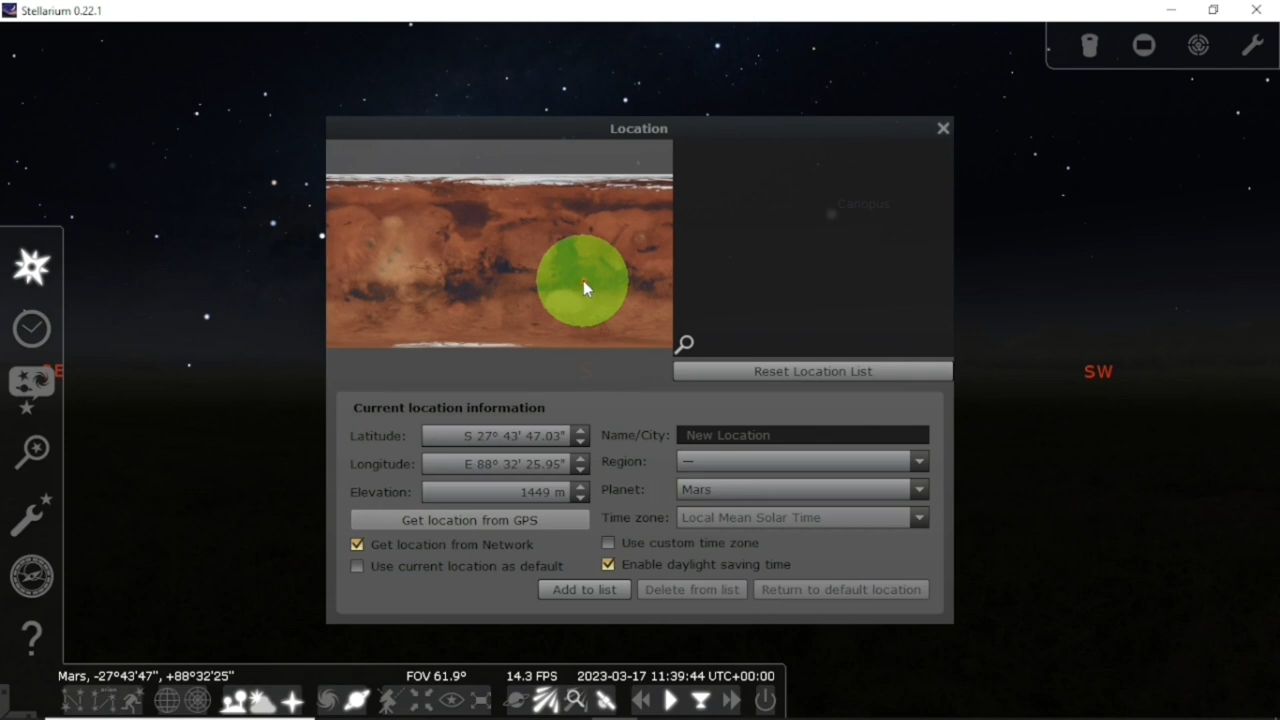 Stellarium 0.22.1
Location
Canopus
SE
S
SW
Reset Location List
Current location information
Latitude: S 27° 43' 47.03"
Name/City: New Location
Longitude: E 88° 32' 25.95"
Region: —
Elevation: 1449 m
Planet: Mars
Get location from GPS
Time zone: Local Mean Solar Time
Get location from Network
Use custom time zone
Use current location as default
Enable daylight saving time
Add to list
Delete from list
Return to default location
Mars, -27°43'47", +88°32'25"
FOV 61.9°
14.3 FPS
2023-03-17 11:39:44 UTC+00:00